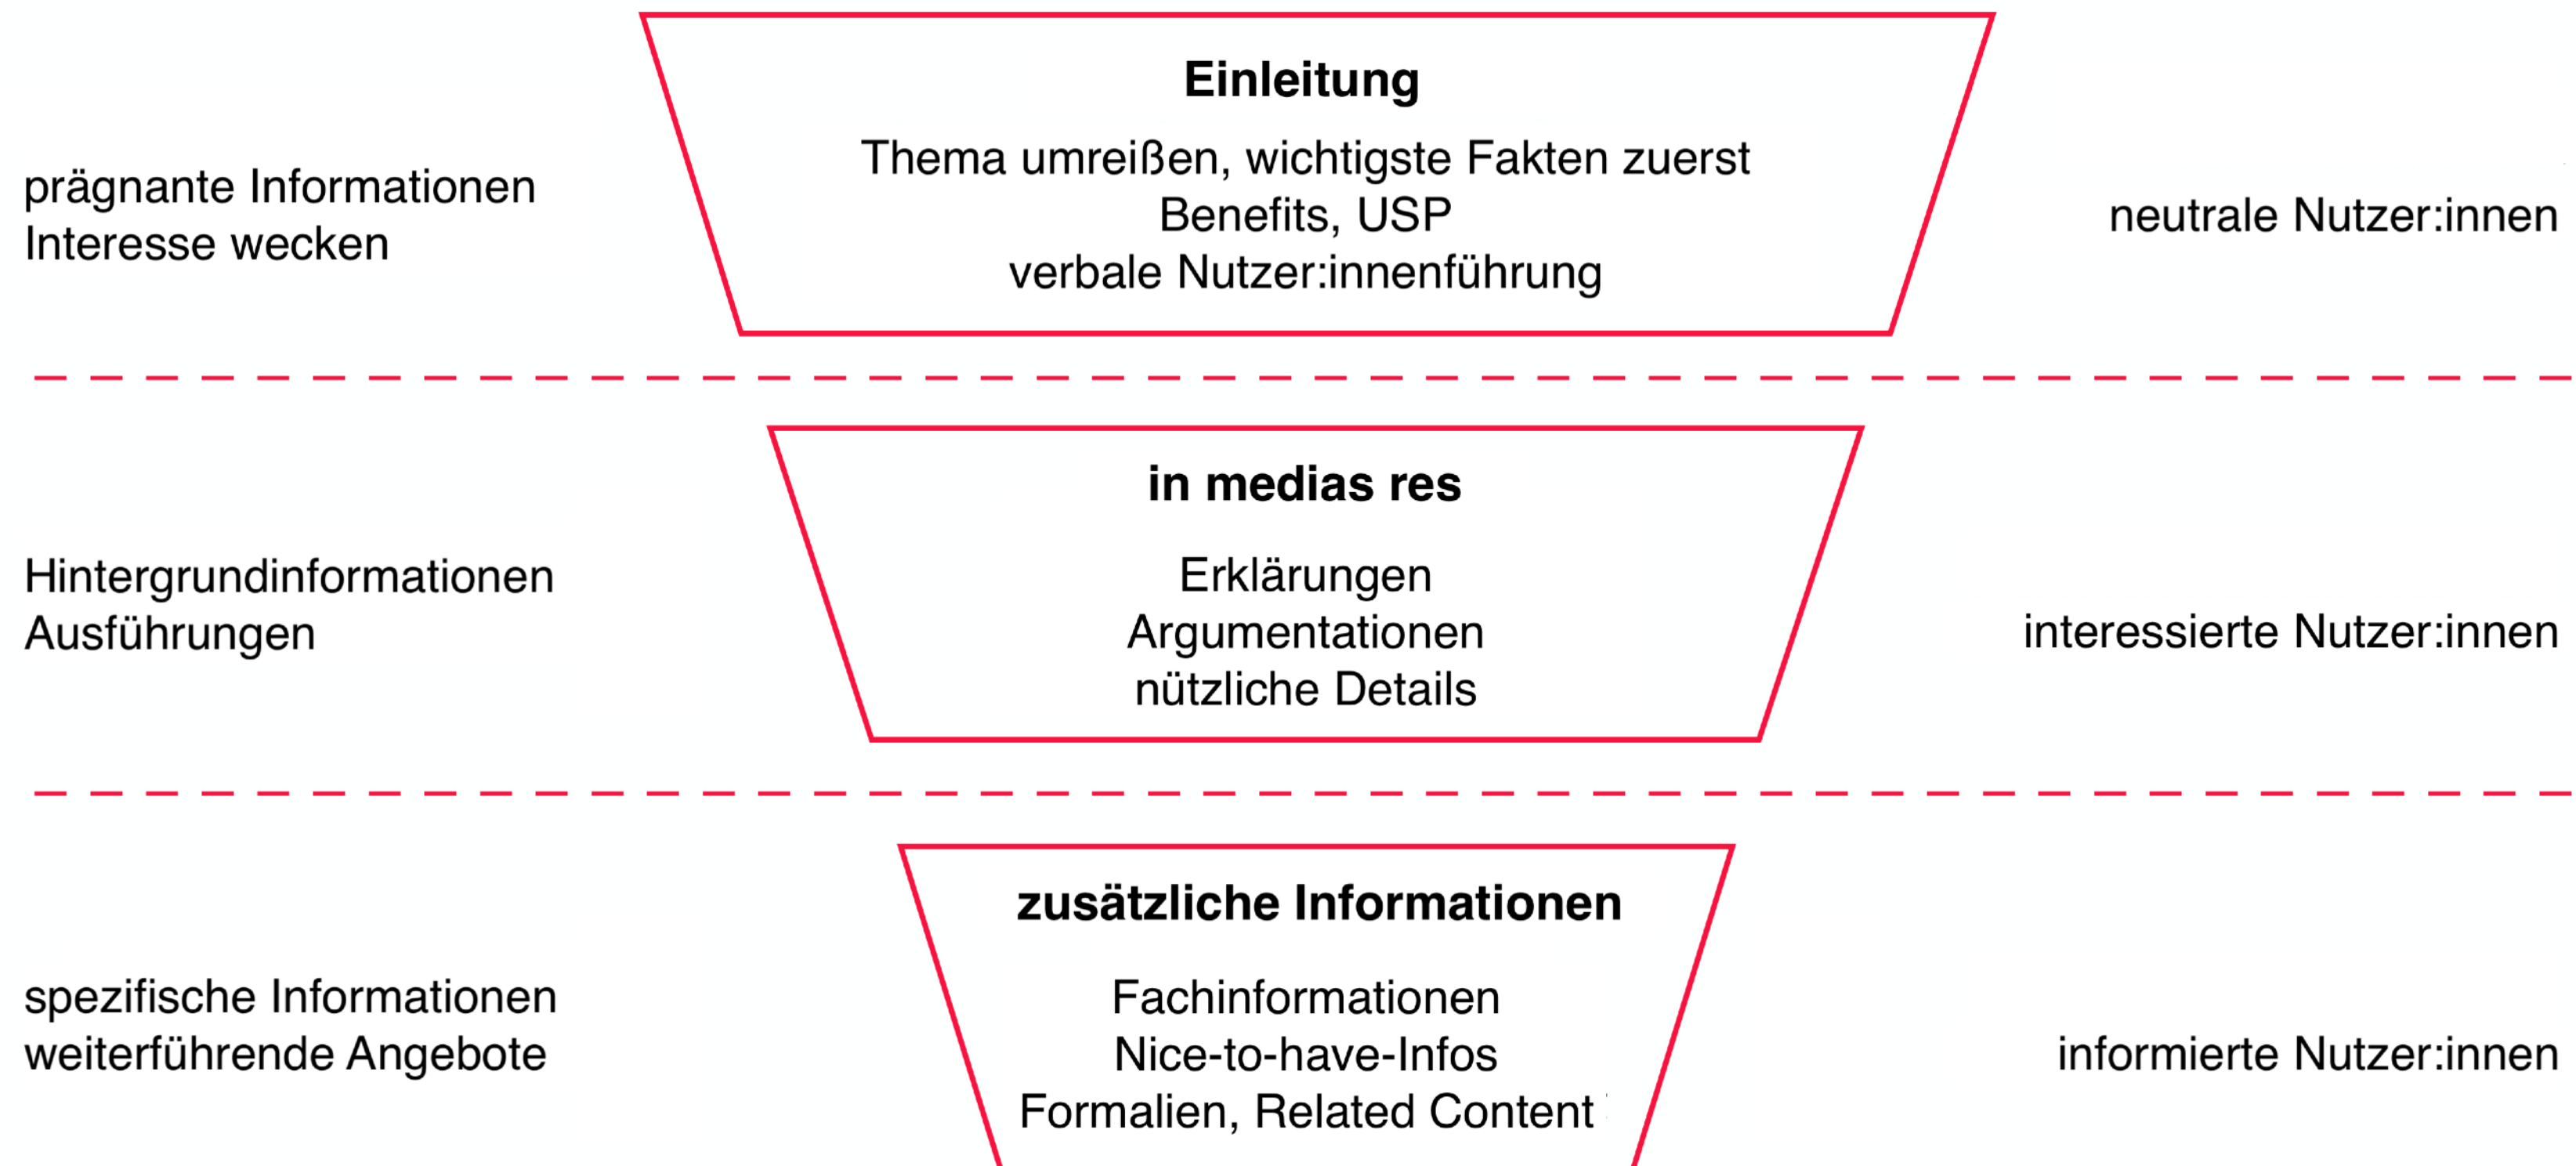 Einleitung
Thema umreißen, wichtigste Fakten zuerst
Benefits, USP
verbale Nutzer:innenführung
prägnante Informationen
Interesse wecken
neutrale Nutzer:innen
in medias res
Erklärungen
Argumentationen
nützliche Details
Hintergrundinformationen
Ausführungen
interessierte Nutzer:innen
zusätzliche Informationen
Fachinformationen
Nice-to-have-Infos
Formalien, Related Content
spezifische Informationen
weiterführende Angebote
informierte Nutzer:innen